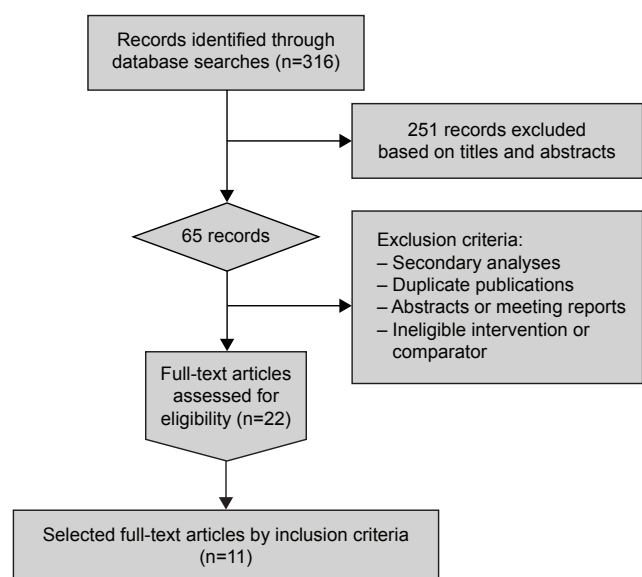 Records identified through
database searches (n=316)
251 records excluded
based on titles and abstracts
65 records
Exclusion criteria:
– Secondary analyses
– Duplicate publications
– Abstracts or meeting reports
– Ineligible intervention or
comparator
Full-text articles
assessed for
eligibility (n=22)
Selected full-text articles by inclusion criteria
(n=11)